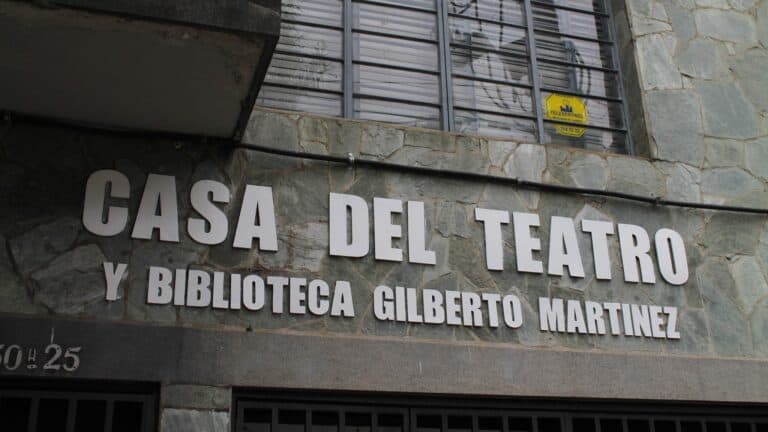 CASA DEL TEATRO
Y BIBLIOTECA GILBERTO MARTINEZ